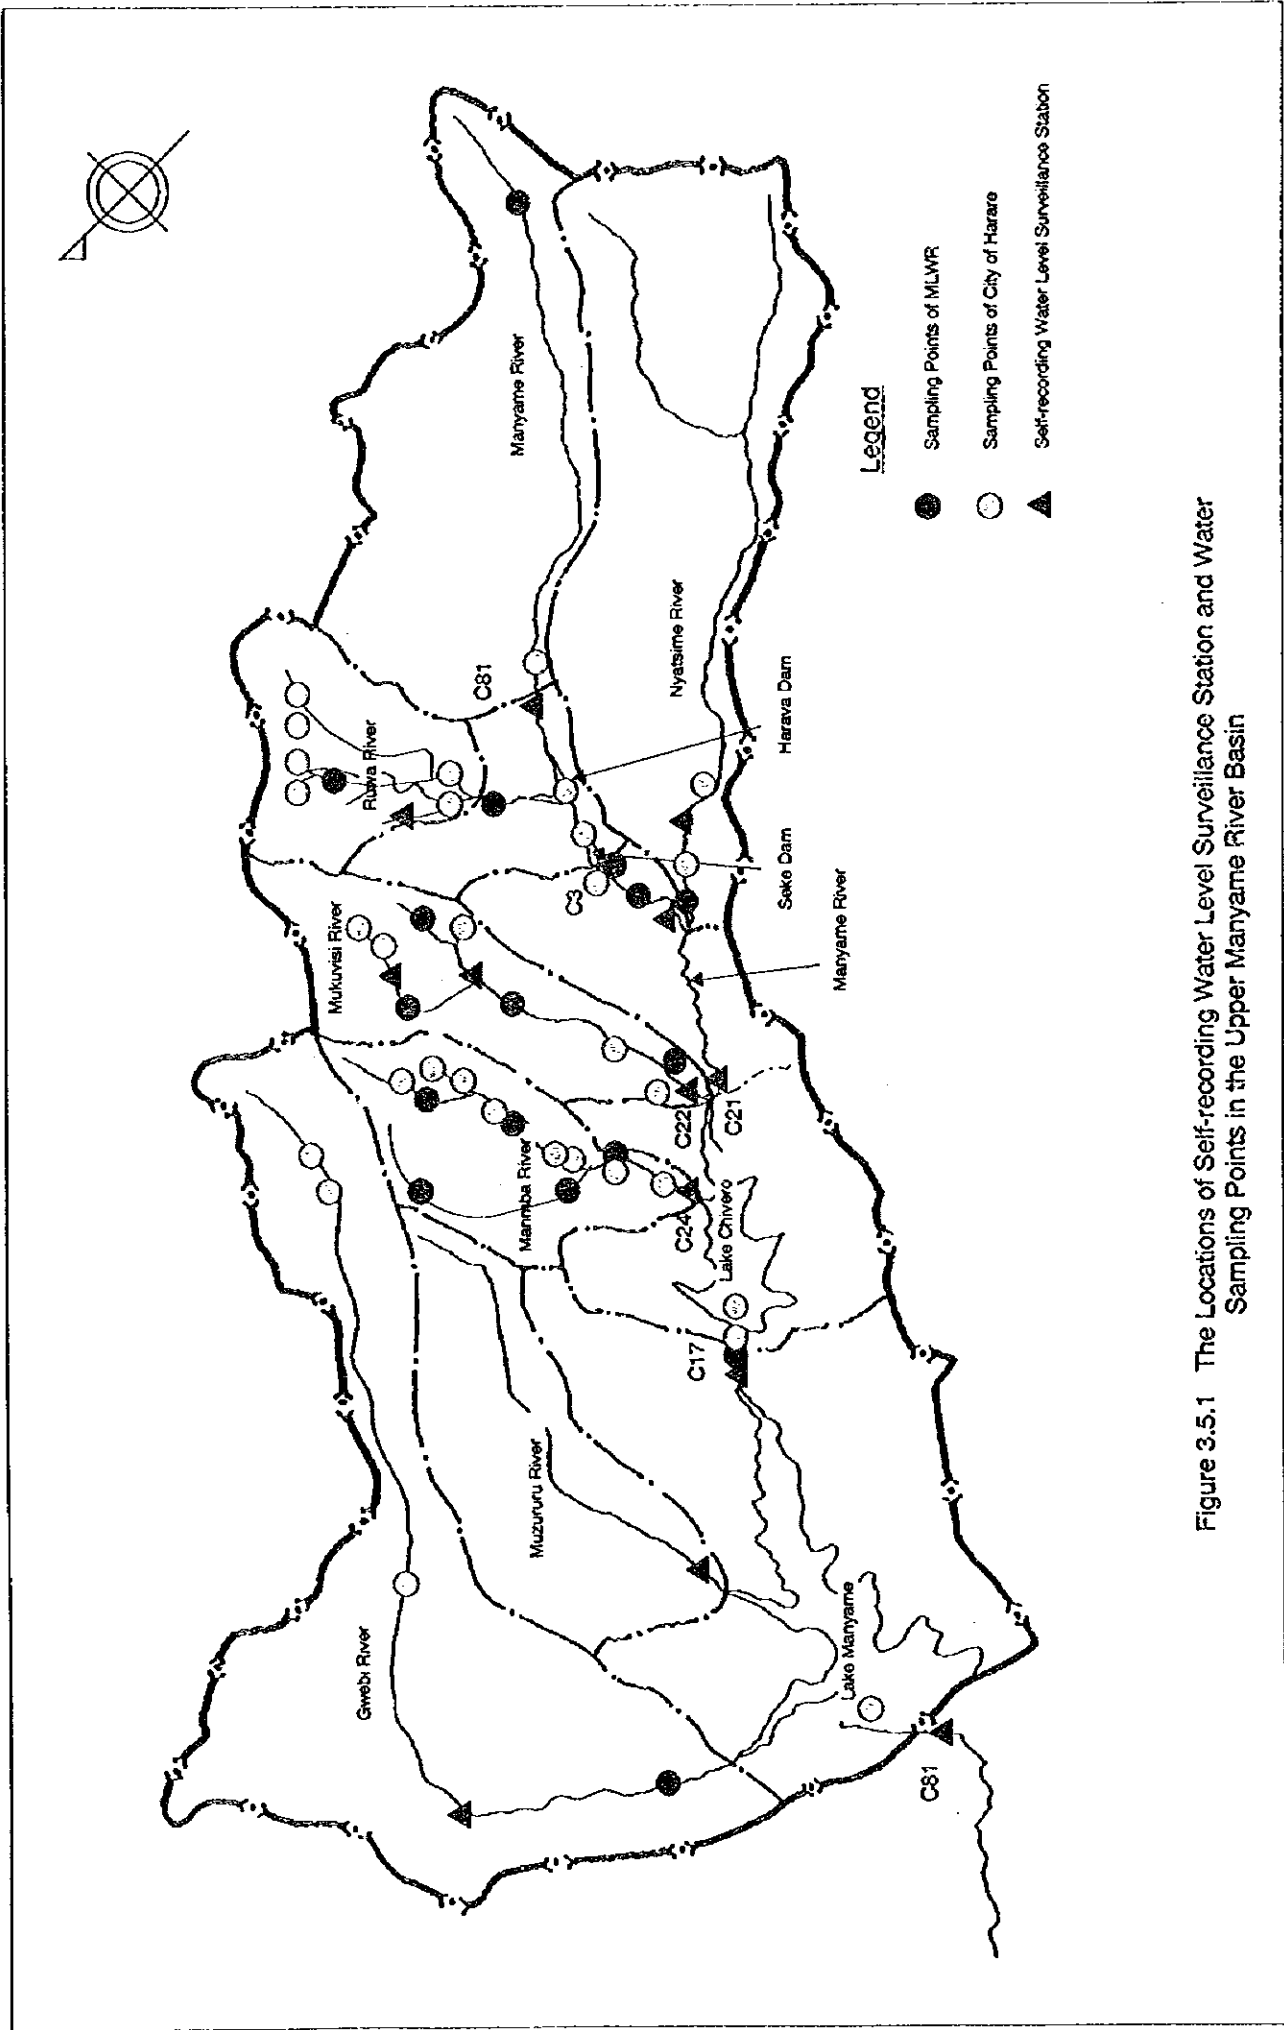 Manyame River
C81
Ruwa River
Nyatsime River
Harava Dam
Seke Dam
C3
Mukuvisi River
Manyame River
C22
C21
Marimba River
C24
Lake Chivero
C17
Muzururu River
Gwebi River
Lake Manyame
C81
Legend
Sampling Points of MLWR
Sampling Points of City of Harare
Self-recording Water Level Surveillance Station
Figure 3.5.1 The Locations of Self-recording Water Level Surveillance Station and Water
Sampling Points in the Upper Manyame River Basin